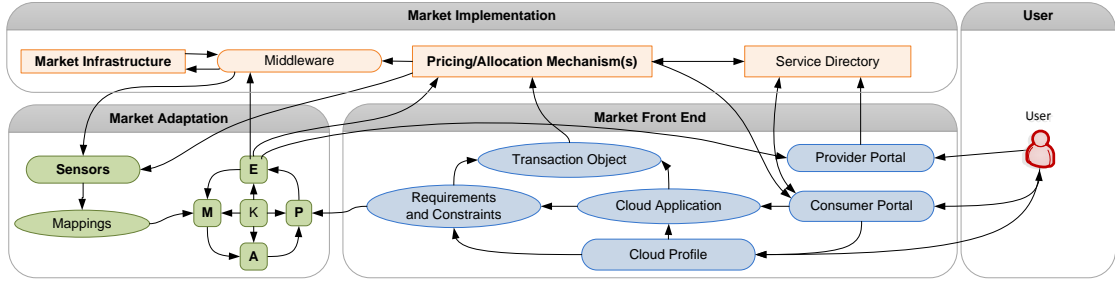 Market Implementation
User
Market Infrastructure
Middleware
Pricing/Allocation Mechanism(s)
Service Directory
Market Adaptation
Market Front End
User
Sensors
E
Transaction Object
Provider Portal
Mappings
M
K
P
Requirements
and Constraints
Cloud Application
Consumer Portal
A
Cloud Profile